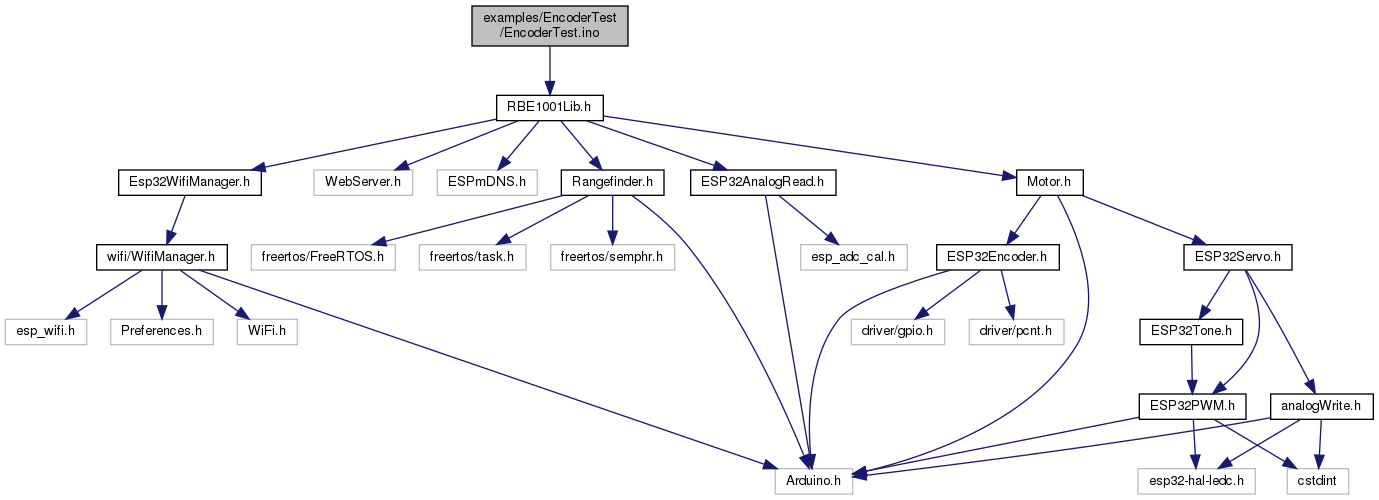 examples/EncoderTest
/EncoderTest.ino
RBE1001Lib.h
Esp32WifiManager.h
WebServer.h
ESPmDNS.h
Rangefinder.h
ESP32AnalogRead.h
Motor.h
wifi/WifiManager.h
freertos/FreeRTOS.h
freertos/task.h
freertos/semphr.h
esp_adc_cal.h
ESP32Encoder.h
ESP32Servo.h
esp_wifi.h
Preferences.h
WiFi.h
driver/gpio.h
driver/pcnt.h
ESP32Tone.h
ESP32PWM.h
analogWrite.h
Arduino.h
esp32-hal-ledc.h
cstdint